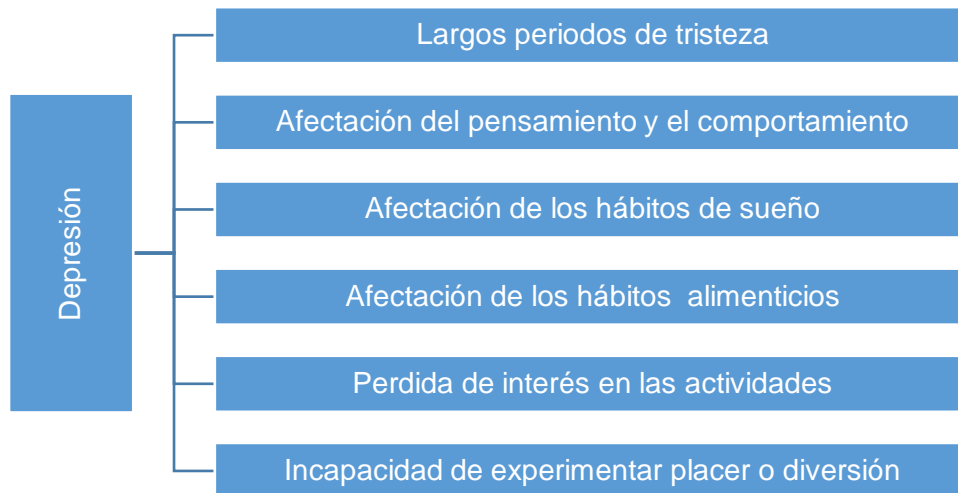 Depresión
Largos periodos de tristeza
Afectación del pensamiento y el comportamiento
Afectación de los hábitos de sueño
Afectación de los hábitos  alimenticios
Perdida de interés en las actividades
Incapacidad de experimentar placer o diversión